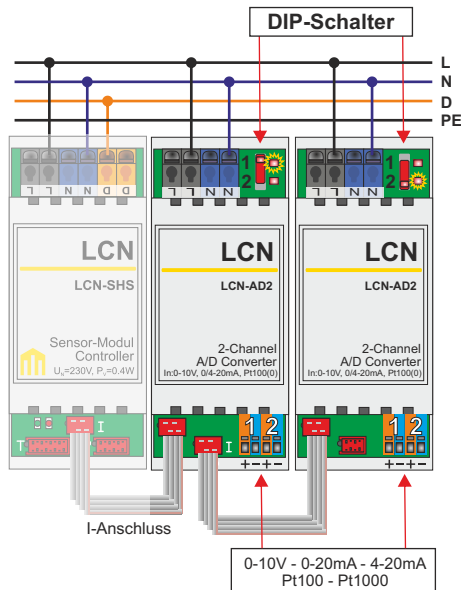 DIP-Schalter
L
N
D
PE
L L N N D D
L L N N
1
2
L L N N
1
2
LCN
LCN-SHS
Sensor-Modul
Controller
Uₙ=230V, Pᵥ=0.4W
LCN
LCN-AD2
2-Channel
A/D Converter
In:0-10V, 0/4-20mA, Pt100(0)
LCN
LCN-AD2
2-Channel
A/D Converter
In:0-10V, 0/4-20mA, Pt100(0)
T I
I 1 2
1 2
+-+-
+-+-
I-Anschluss
0-10V - 0-20mA - 4-20mA
Pt100 - Pt1000